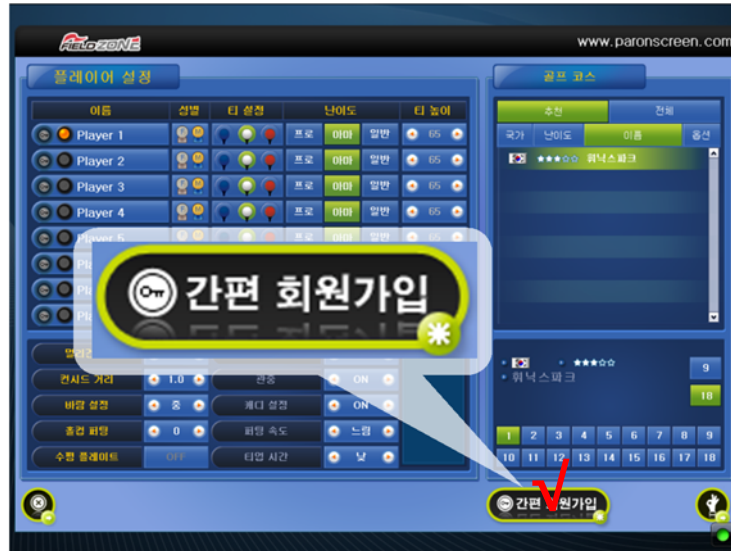 FIELDZONE
www.paronscreen.com
플레이어 설정
이름 성별 티 설정 난이도 티 높이
Player 1 프로 아마 일반 65
Player 2 프로 아마 일반 65
Player 3 프로 아마 일반 65
Player 4 프로 아마 일반 65
Player 5
간편 회원가입
컨시드 거리 1.0 관중 ON
바람 설정 중 캐디 설정 ON
홀컵 퍼팅 0 퍼팅 속도 느림
수평 플레이트 OFF 티업 시간 낮
골프 코스
추천 전체
국가 난이도 이름 옵션
휘닉스파크
휘닉스파크
9
18
1 2 3 4 5 6 7 8 9
10 11 12 13 14 15 16 17 18
간편 회원가입